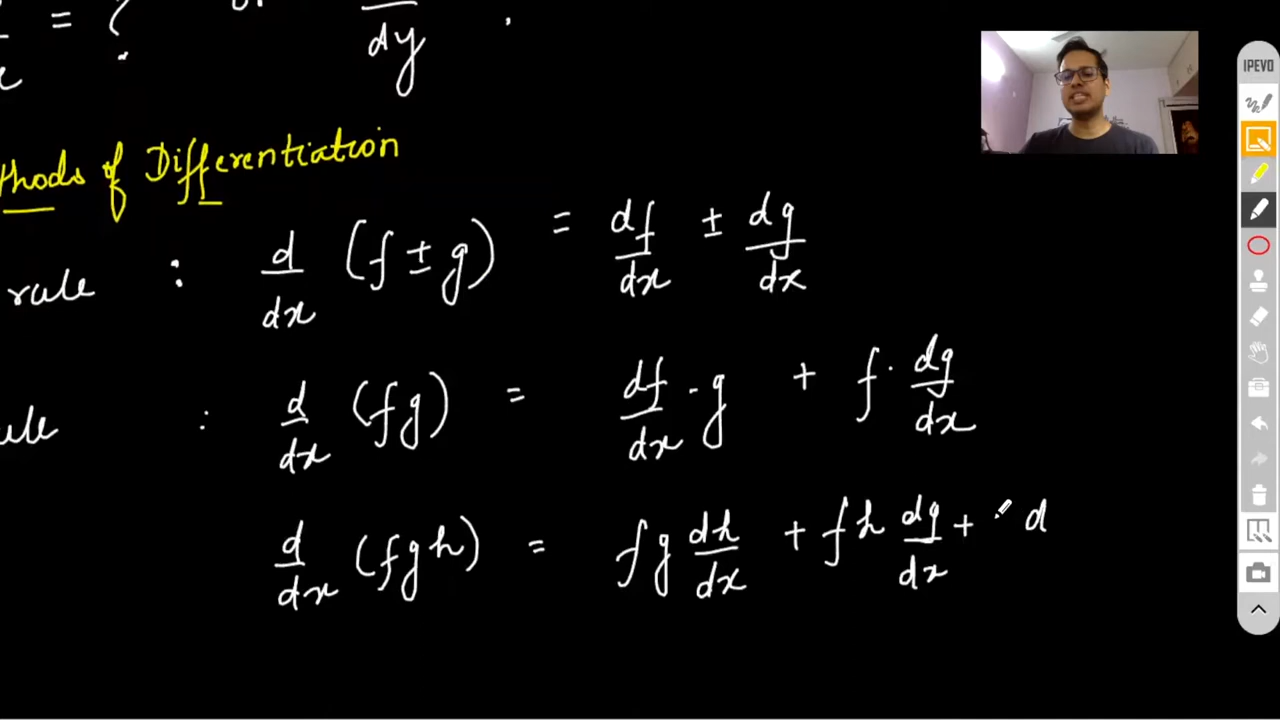 = ? or
x dy .
thods of Differentiation
rule : d/dx (f ± g) = df/dx ± dg/dx
ule : d/dx (fg) = df/dx · g + f · dg/dx
d/dx (fgh) = fg dh/dx + fh dg/dx + d
IPEVO